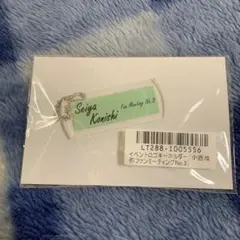 Seiya
Konishi
Fan Meeting No.3
LT288-1005556
イベントロゴキーホルダー 小西成
弥ファンミーティングNo.3